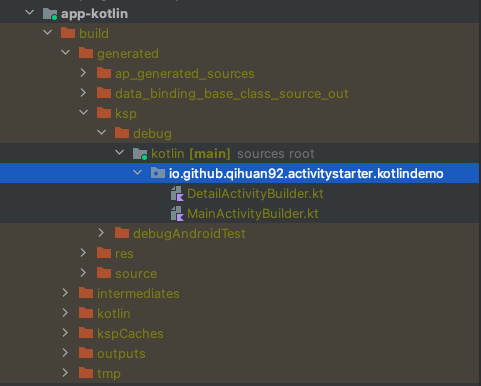 app-kotlin
build
generated
ap_generated_sources
data_binding_base_class_source_out
ksp
debug
kotlin [main] sources root
io.github.qihuan92.activitystarter.kotlindemo
DetailActivityBuilder.kt
MainActivityBuilder.kt
debugAndroidTest
res
source
intermediates
kotlin
kspCaches
outputs
tmp